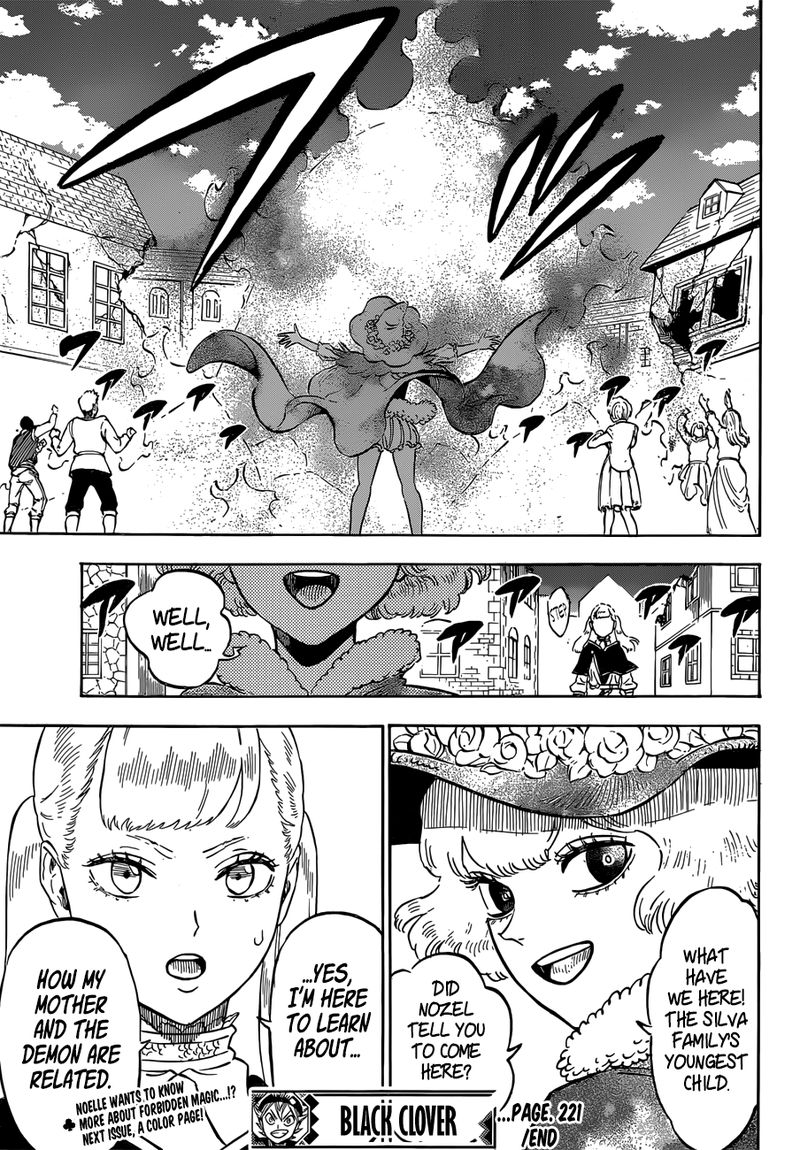 WELL,
WELL...
WHAT
HAVE
WE HERE!
THE SILVA
FAMILY'S
YOUNGEST
CHILD.
DID
NOZEL
TELL YOU
TO COME
HERE?
...YES,
I'M HERE
TO LEARN
ABOUT...
HOW MY
MOTHER
AND THE
DEMON ARE
RELATED.
NOELLE WANTS TO KNOW
♣ MORE ABOUT FORBIDDEN MAGIC...!?
NEXT ISSUE, A COLOR PAGE!
BLACK CLOVER
...PAGE. 221
/END